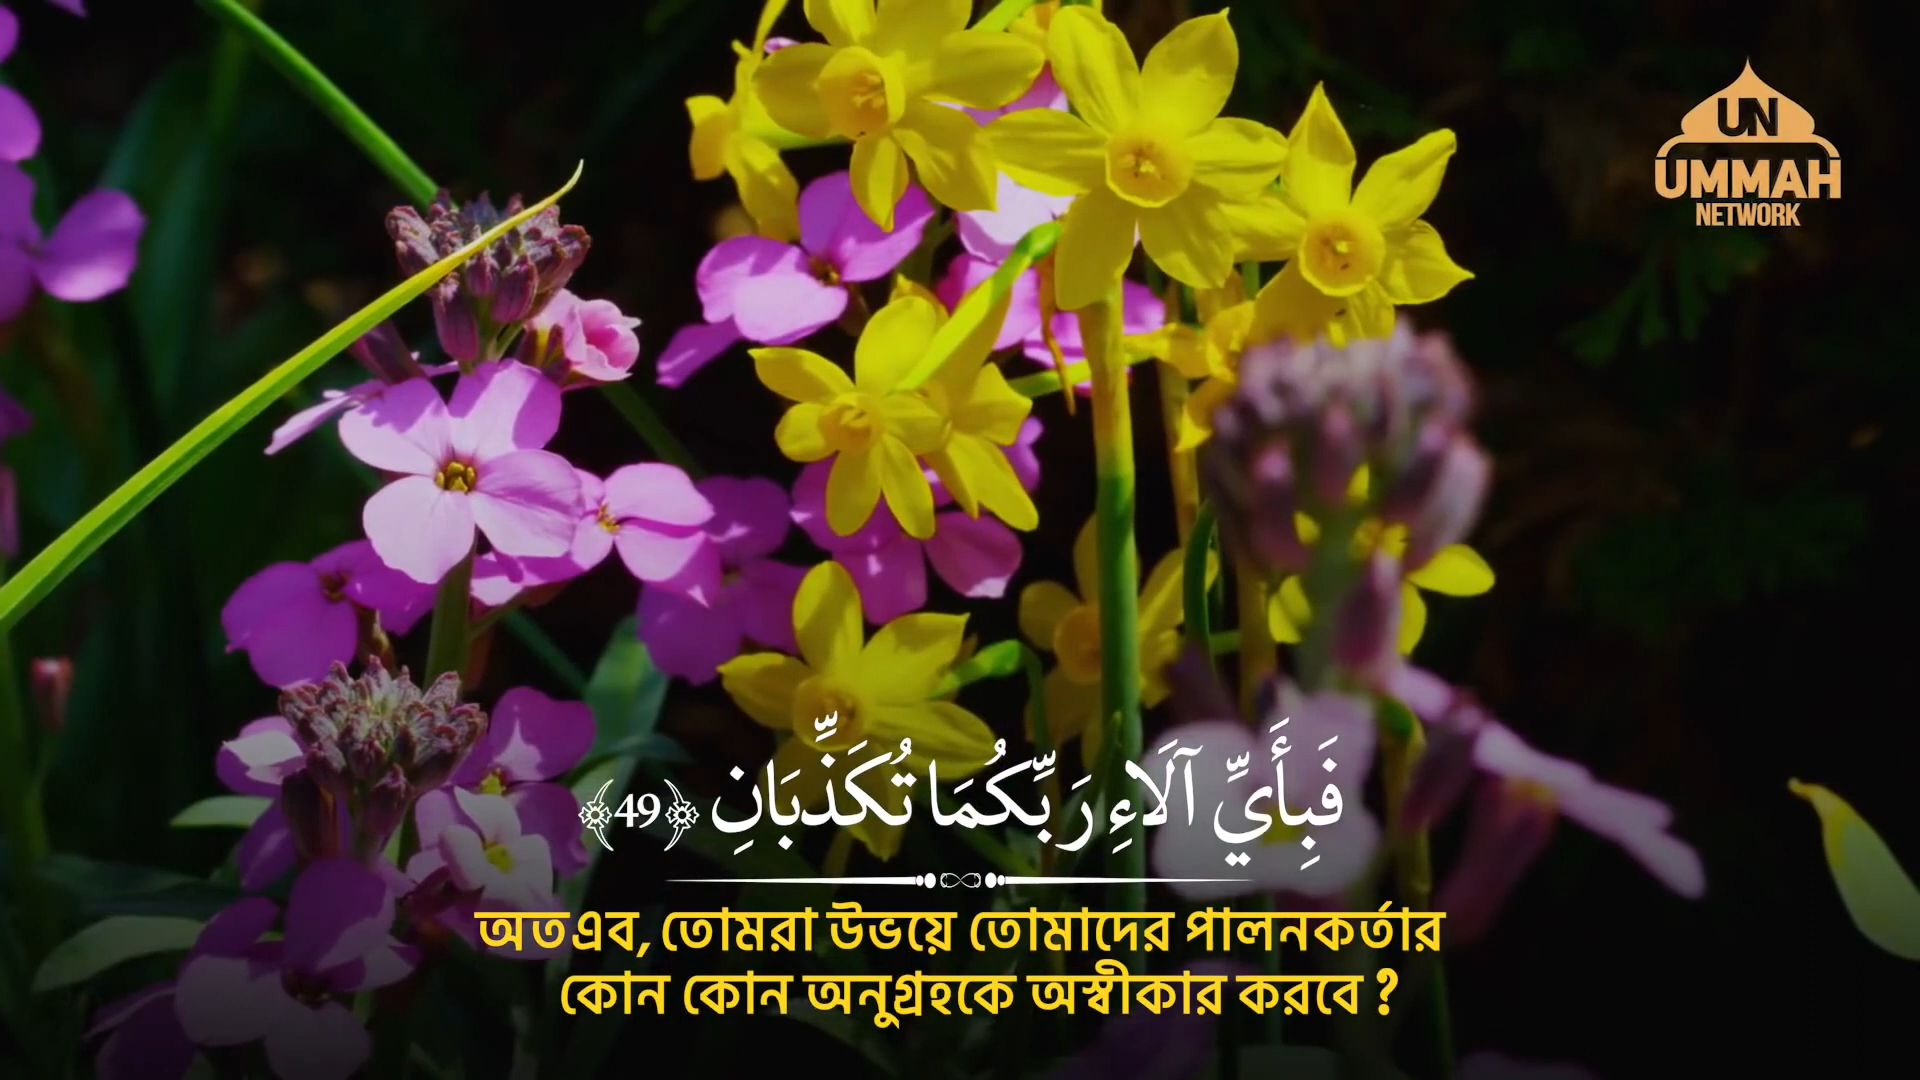 UN
UMMAH
NETWORK
فَبِأَيِّ آلَاءِ رَبِّكُمَا تُكَذِّبَانِ ﴿49﴾
অতএব, তোমরা উভয়ে তোমাদের পালনকর্তার
কোন কোন অনুগ্রহকে অস্বীকার করবে ?